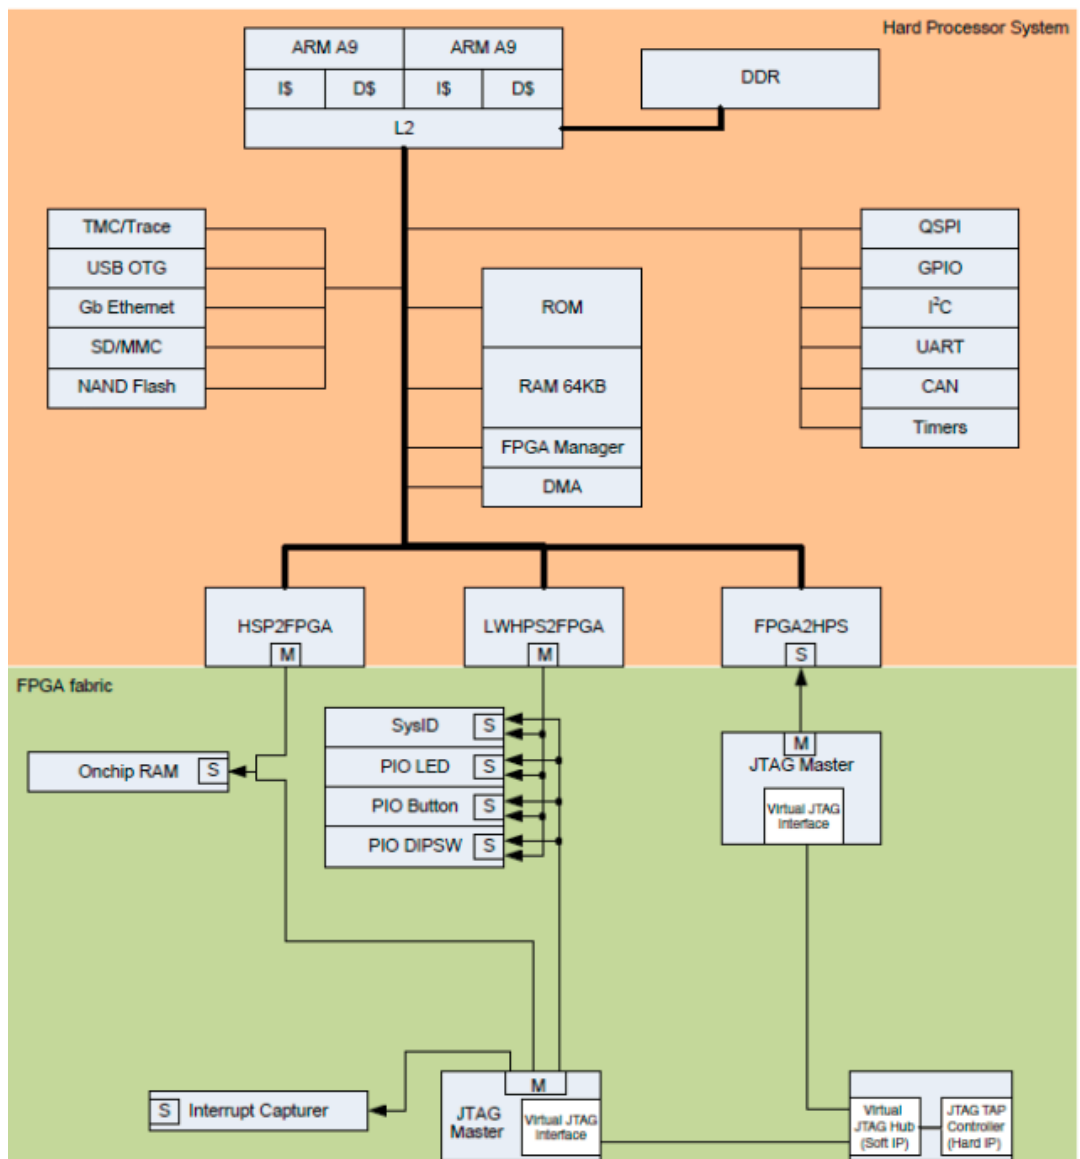 Hard Processor System
ARM A9
ARM A9
I$
D$
I$
D$
L2
DDR
TMC/Trace
USB OTG
Gb Ethernet
SD/MMC
NAND Flash
ROM
RAM 64KB
FPGA Manager
DMA
QSPI
GPIO
I²C
UART
CAN
Timers
HSP2FPGA
M
LWHPS2FPGA
M
FPGA2HPS
S
FPGA fabric
SysID
S
PIO LED
S
PIO Button
S
PIO DIPSW
S
Onchip RAM
S
M
JTAG Master
Virtual JTAG
Interface
S
Interrupt Capturer
M
JTAG
Master
Virtual JTAG
Interface
Virtual
JTAG Hub
(Soft IP)
JTAG TAP
Controller
(Hard IP)